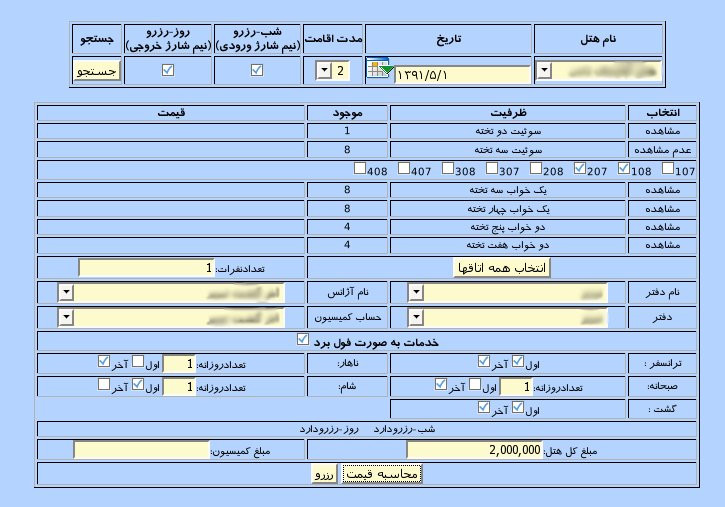 نام هتل تاریخ مدت اقامت شب-رزرو (نیم شارژ ورودی) روز-رزرو (نیم شارژ خروجی) جستجو
۱۳۹۱/۵/۱ 2 جستجو
انتخاب ظرفیت موجود قیمت
مشاهده سوئیت دو تخته 1
عدم مشاهده سوئیت سه تخته 8
107 108 207 208 307 308 407 408
مشاهده یک خواب سه تخته 8
مشاهده یک خواب چهار تخته 8
مشاهده دو خواب پنج تخته 4
مشاهده دو خواب هفت تخته 4
انتخاب همه اتاقها تعدادنفرات: 1
نام دفتر نام آژانس
دفتر حساب کمیسیون
خدمات به صورت فول برد
ترانسفر : اول آخر ناهار: تعدادروزانه: 1 اول آخر
صبحانه: تعدادروزانه: 1 اول آخر شام: تعدادروزانه: 1 اول آخر
گشت : اول آخر
شب-رزرودارد روز-رزرودارد
مبلغ کل هتل: 2,000,000 مبلغ کمیسیون:
محاسبه قیمت رزرو